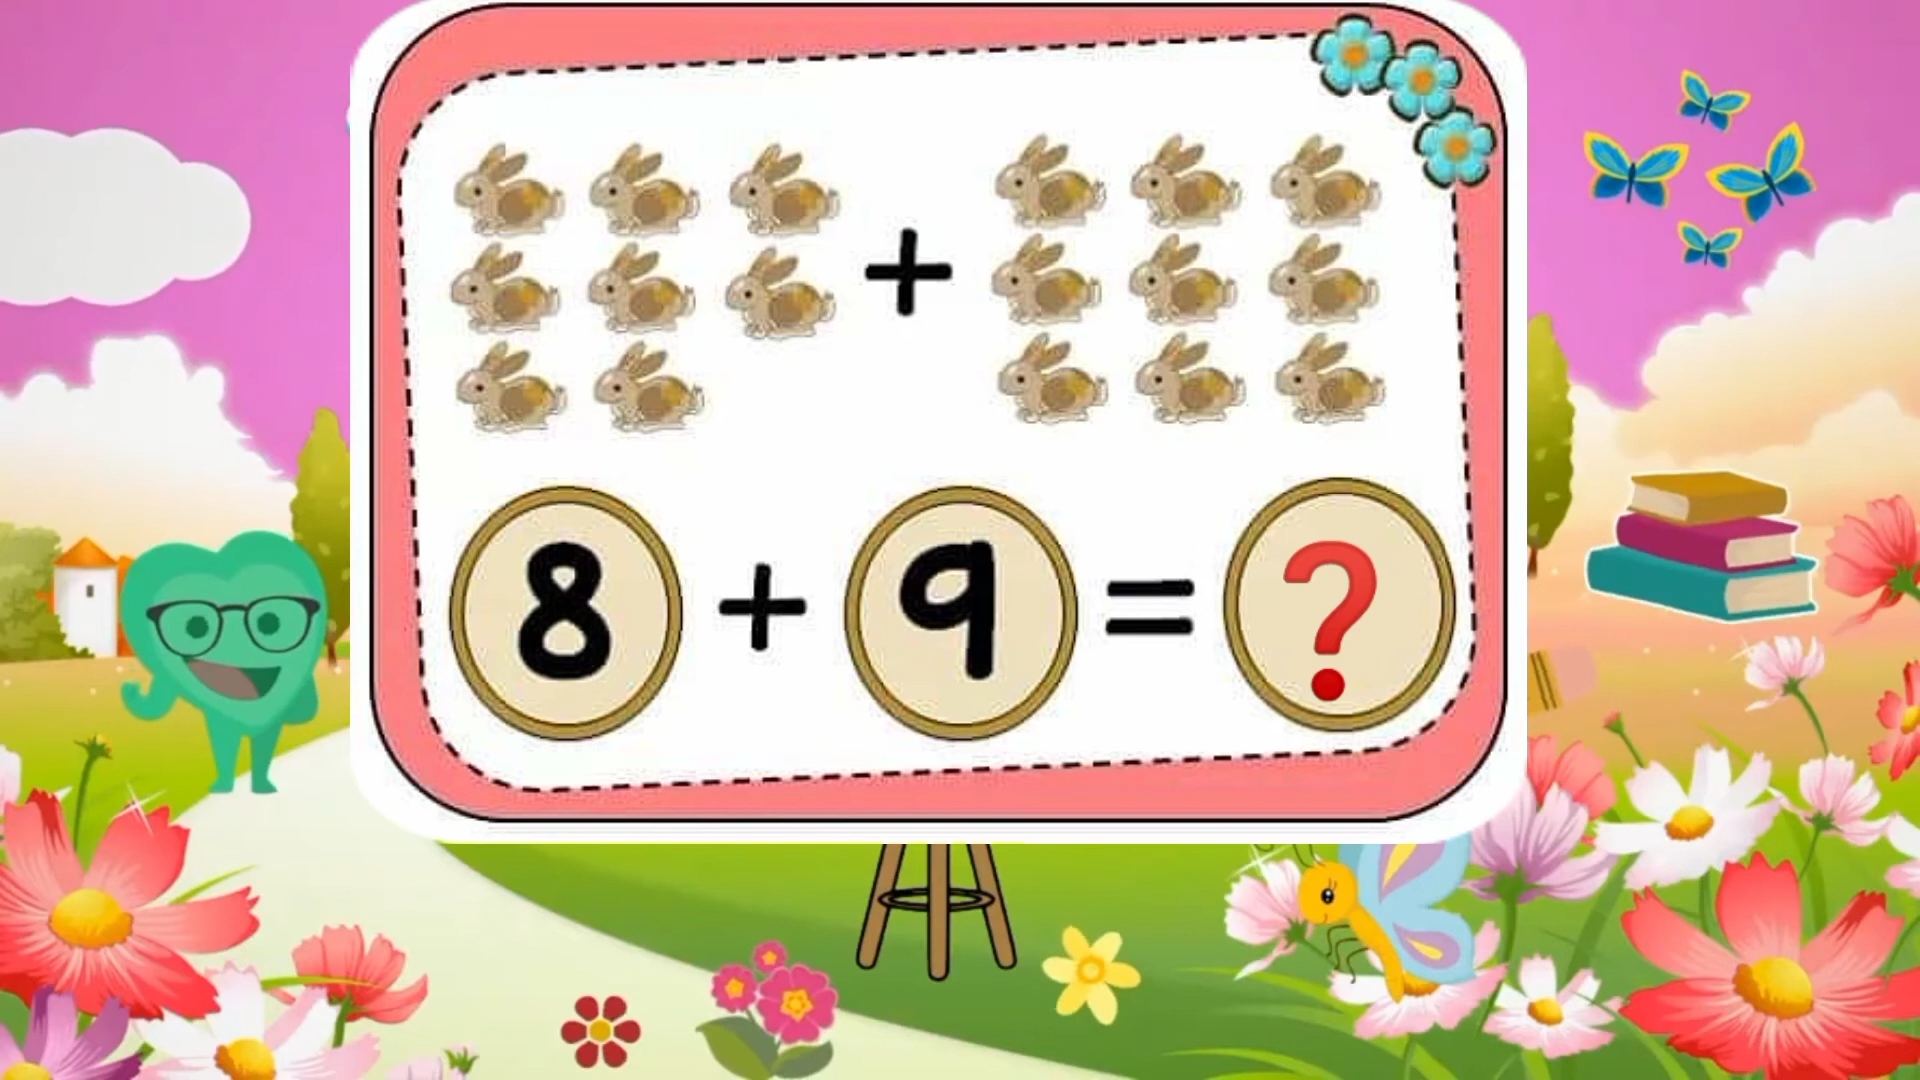 +
8 + 9 = ?